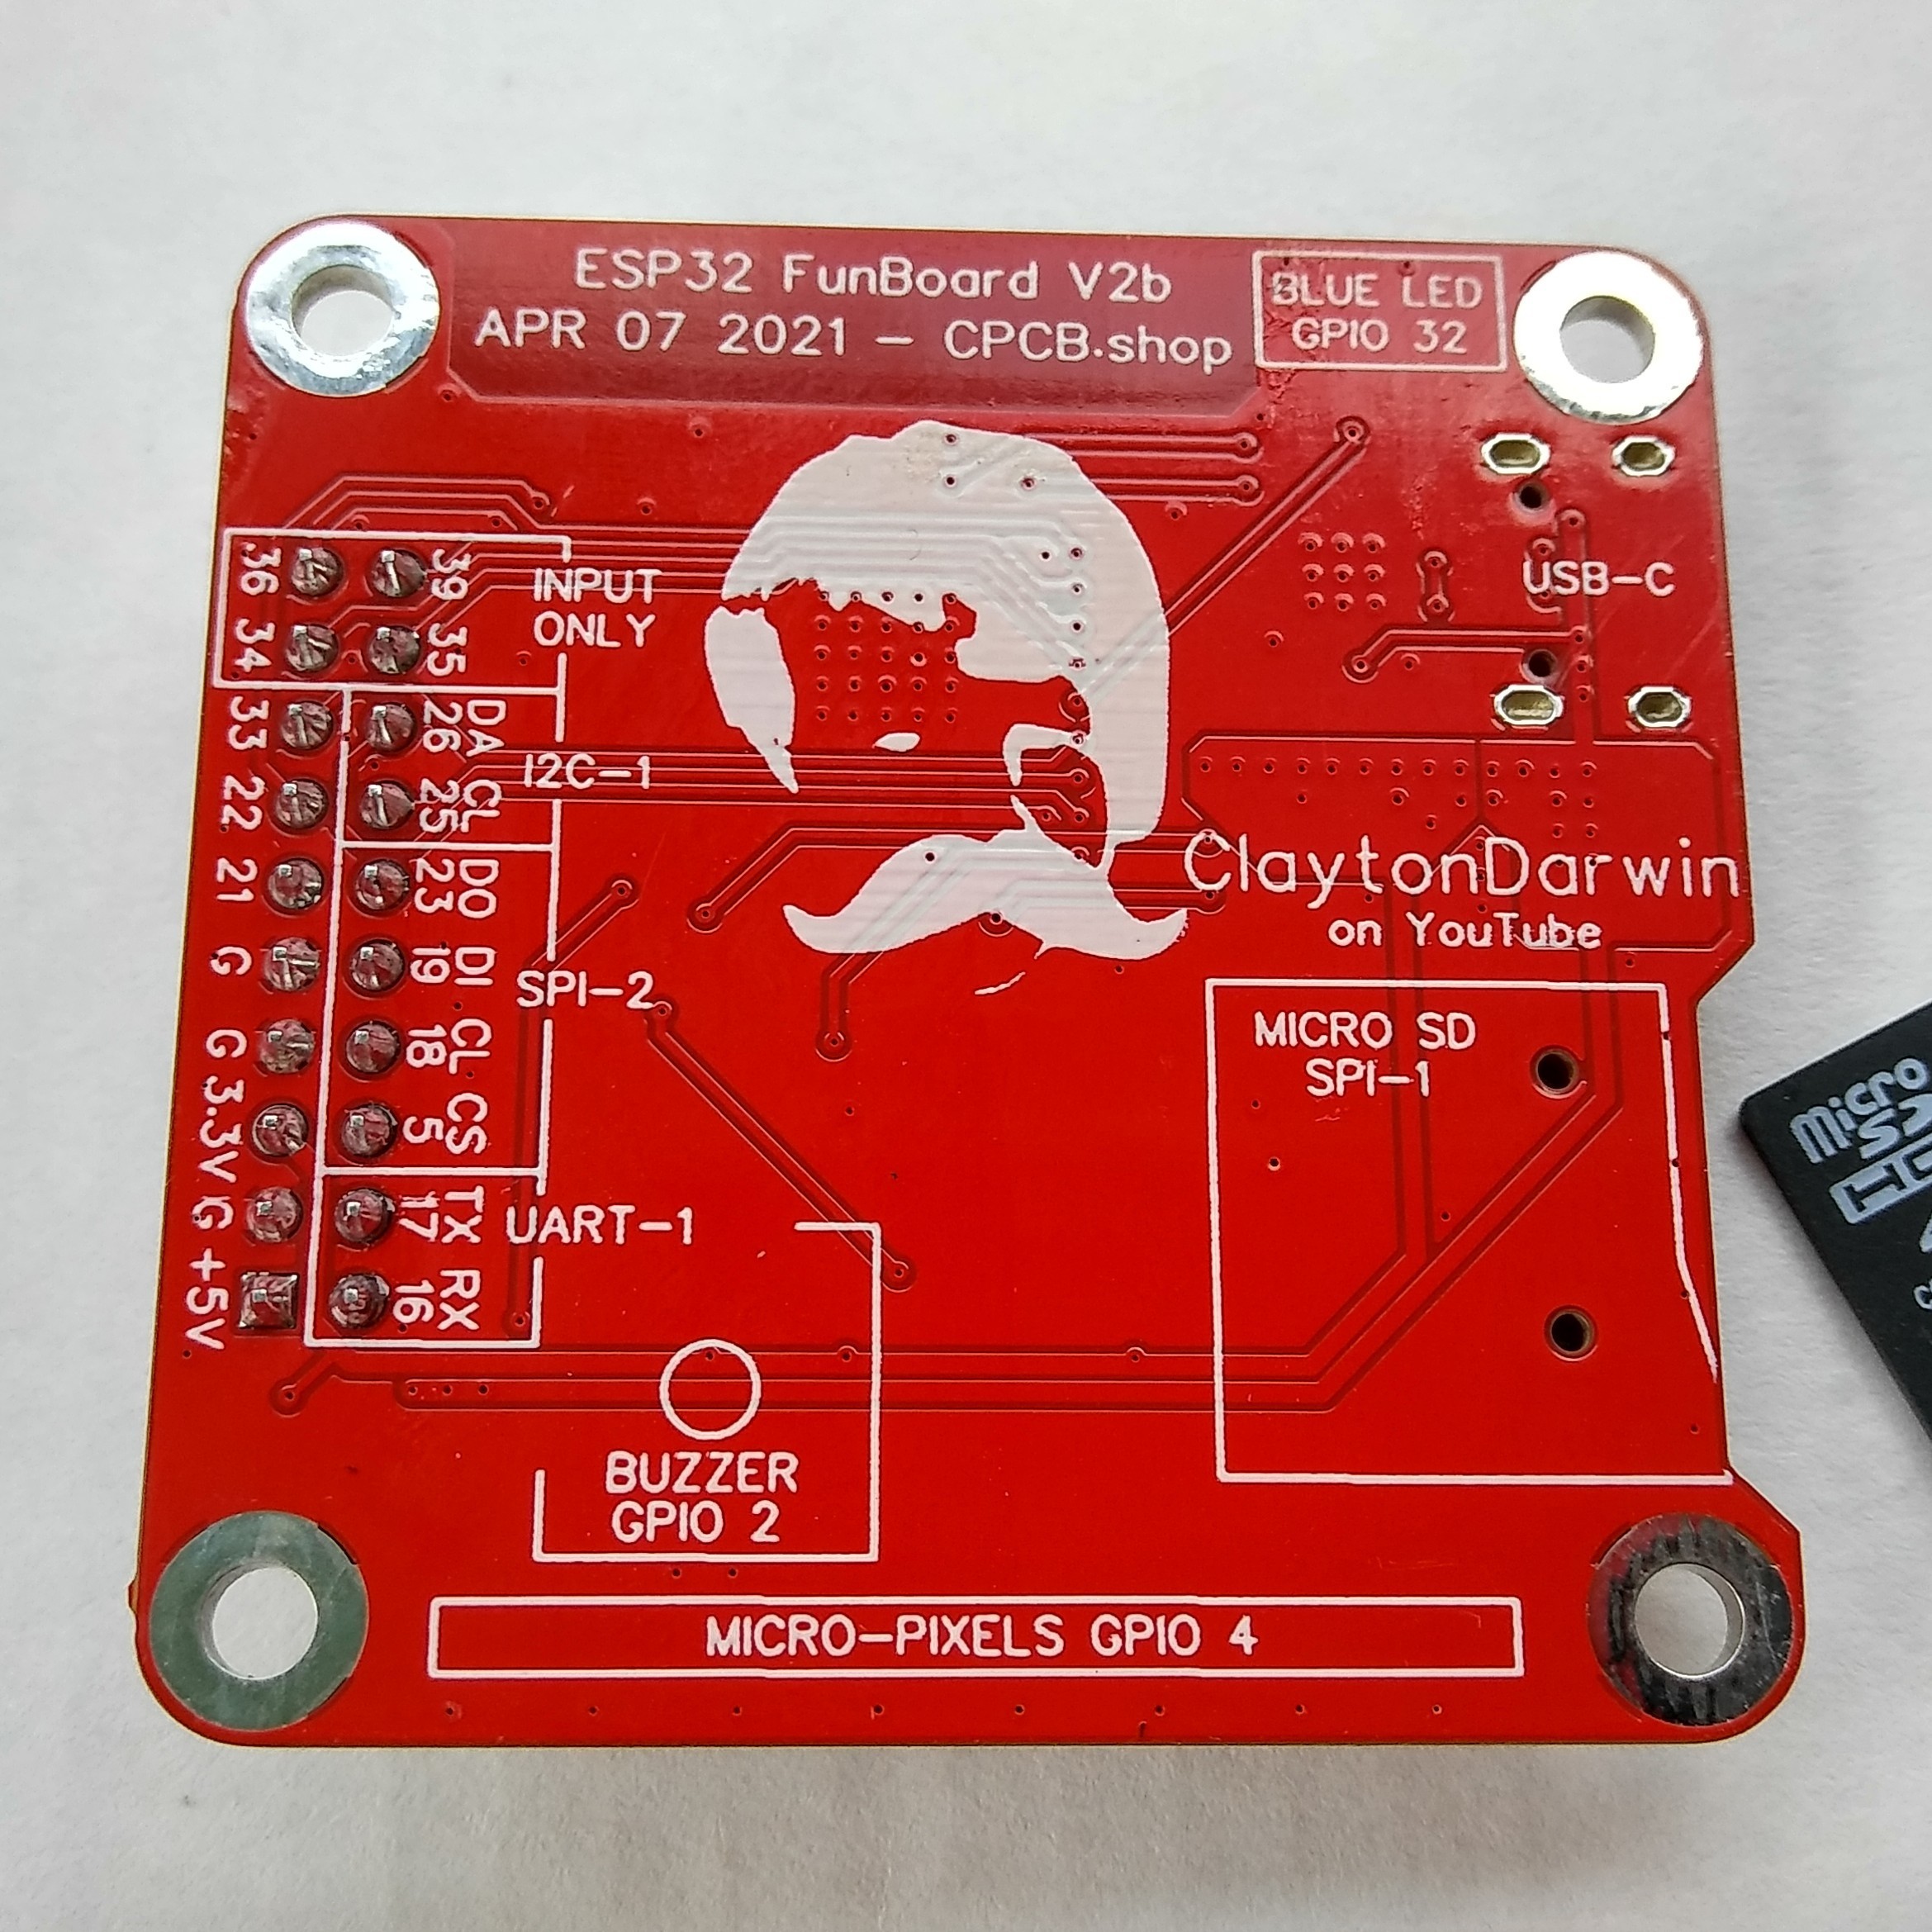 ESP32 FunBoard V2b
APR 07 2021 – CPCB.shop
BLUE LED
GPIO 32
36
39
INPUT
ONLY
34
35
33
26
DA
I2C-1
22
25
CL
21
23
DO
G
19
DI
SPI-2
G
18
CL
3.3V
5
CS
G
17
TX
UART-1
+5V
16
RX
USB-C
ClaytonDarwin
on YouTube
MICRO SD
SPI-1
BUZZER
GPIO 2
MICRO-PIXELS GPIO 4
Micro